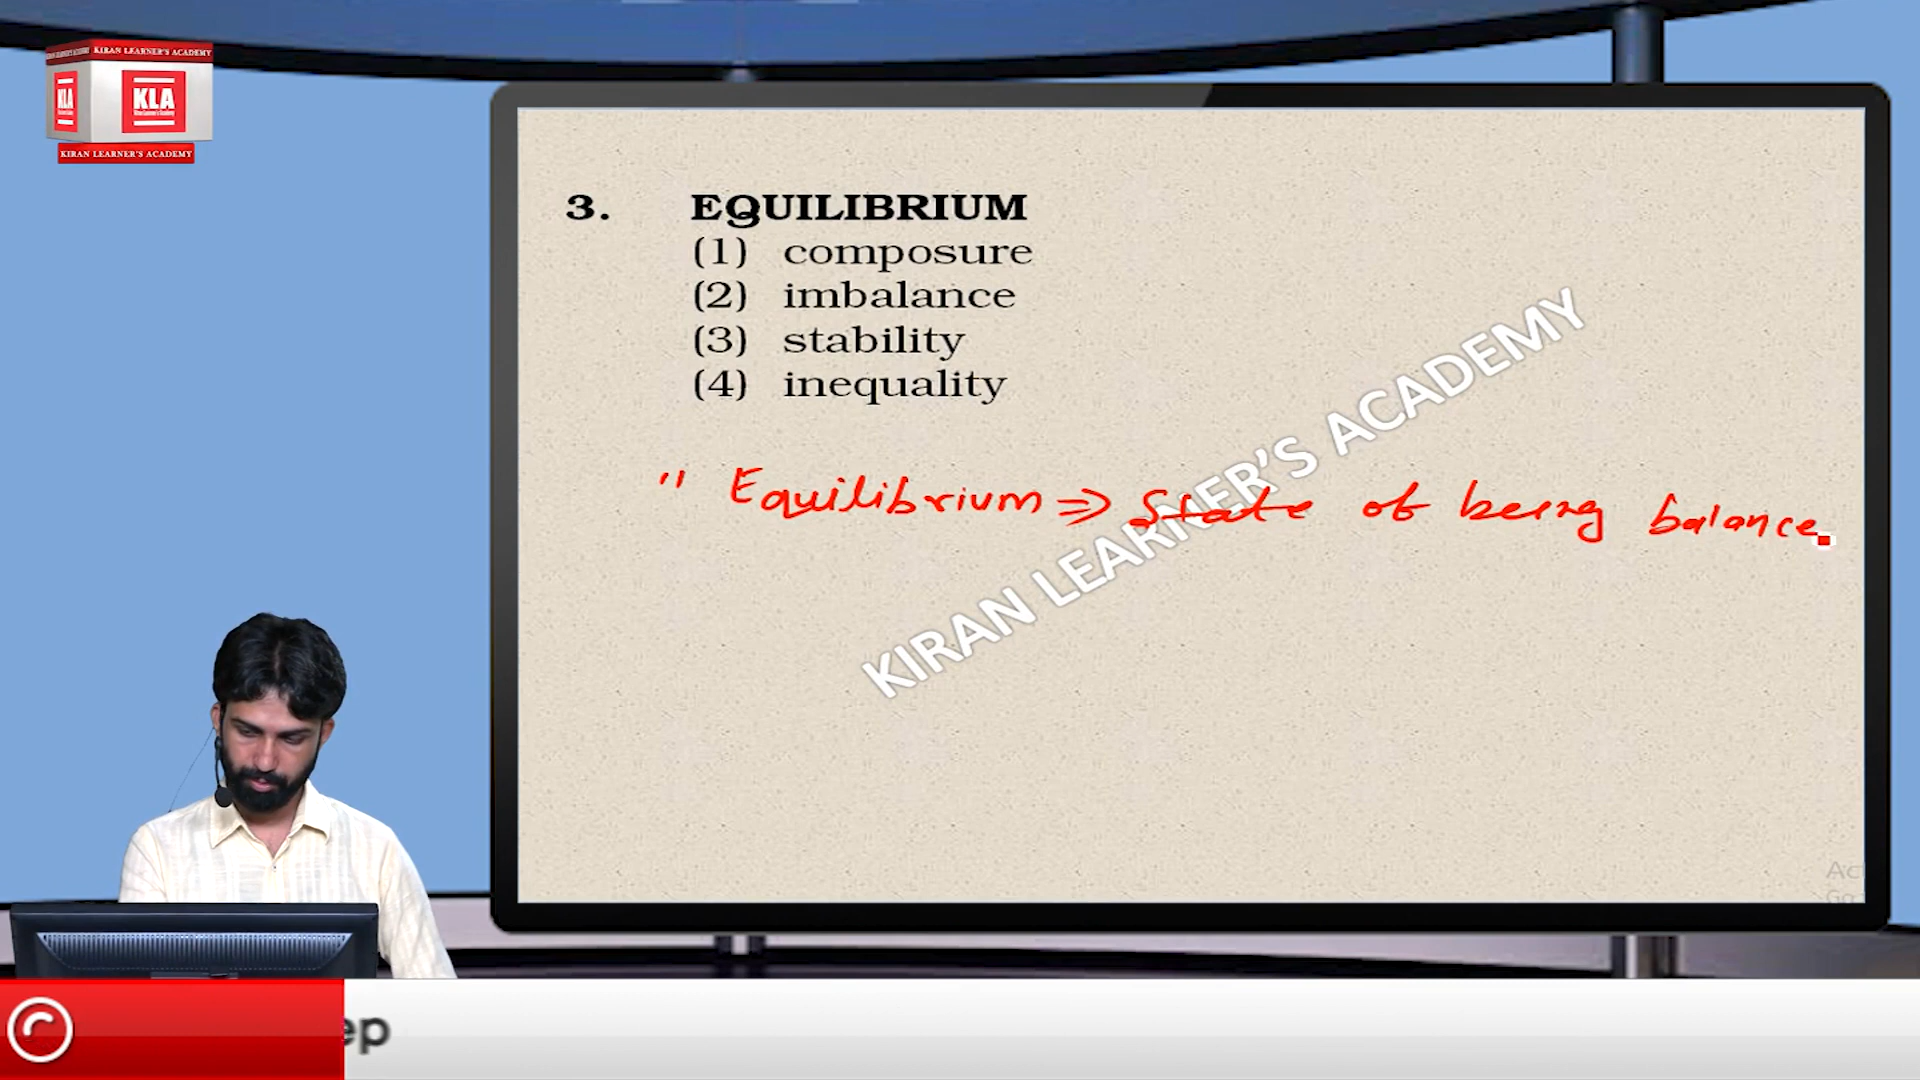 KIRAN LEARNER'S ACADEMY
KLA
KLA
KIRAN LEARNER'S ACADEMY
3. EQUILIBRIUM
(1) composure
(2) imbalance
(3) stability
(4) inequality
" Equilibrium ⇒ State of being balance.
KIRAN LEARNER'S ACADEMY
ep